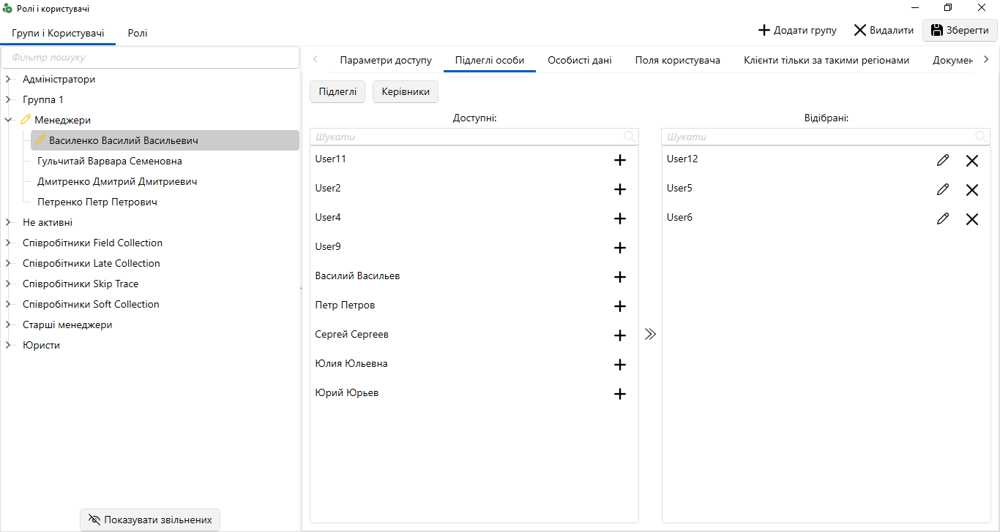 Ролі і користувачі
Групи і Користувачі Ролі
Додати групу Видалити Зберегти
Фільтр пошуку
Адміністратори
Группа 1
Менеджери
Василенко Василий Васильевич
Гульчитай Варвара Семеновна
Дмитренко Дмитрий Дмитриевич
Петренко Петр Петрович
Не активні
Співробітники Field Collection
Співробітники Late Collection
Співробітники Skip Trace
Співробітники Soft Collection
Старші менеджери
Юристи
Показувати звільнених
Параметри доступу Підлеглі особи Особисті дані Поля користувача Клієнти тільки за такими регіонами Докумен
Підлеглі Керівники
Доступні:
Шукати
User11
User2
User4
User9
Василий Васильев
Петр Петров
Сергей Сергеев
Юлия Юльевна
Юрий Юрьев
Відібрані:
Шукати
User12
User5
User6